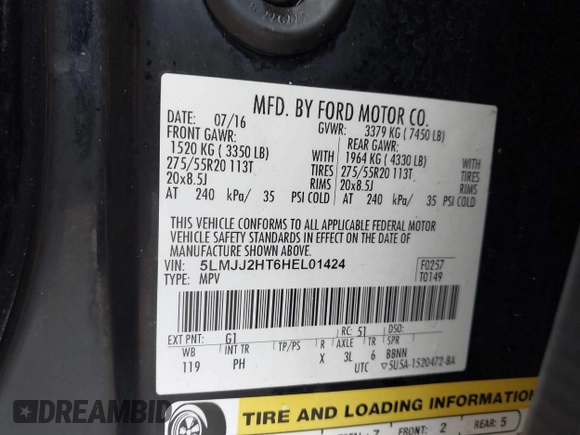 MFD. BY FORD MOTOR CO.
DATE: 07/16 GVWR: 3379 KG (7450 LB)
FRONT GAWR: REAR GAWR:
1520 KG (3350 LB) WITH 1964 KG (4330 LB) WITH
275/55R20 113T TIRES 275/55R20 113T TIRES
20x8.5J RIMS 20x8.5J RIMS
AT 240 kPa/ 35 PSI COLD AT 240 kPa/ 35 PSI COLD
THIS VEHICLE CONFORMS TO ALL APPLICABLE FEDERAL MOTOR
VEHICLE SAFETY STANDARDS IN EFFECT ON THE DATE OF
MANUFACTURE SHOWN ABOVE.
VIN: 5LMJJ2HT6HEL01424 F0257
TYPE: MPV T0149
EXT PNT: G1 RC: 51 DSO:
WB INT TR TP/PS R AXLE TR SPR
119 PH X 3L 6 BBNN
UTC 5U5A-1520472-BA
TIRE AND LOADING INFORMATION
7 FRONT: 2 REAR: 5
DREAMBID